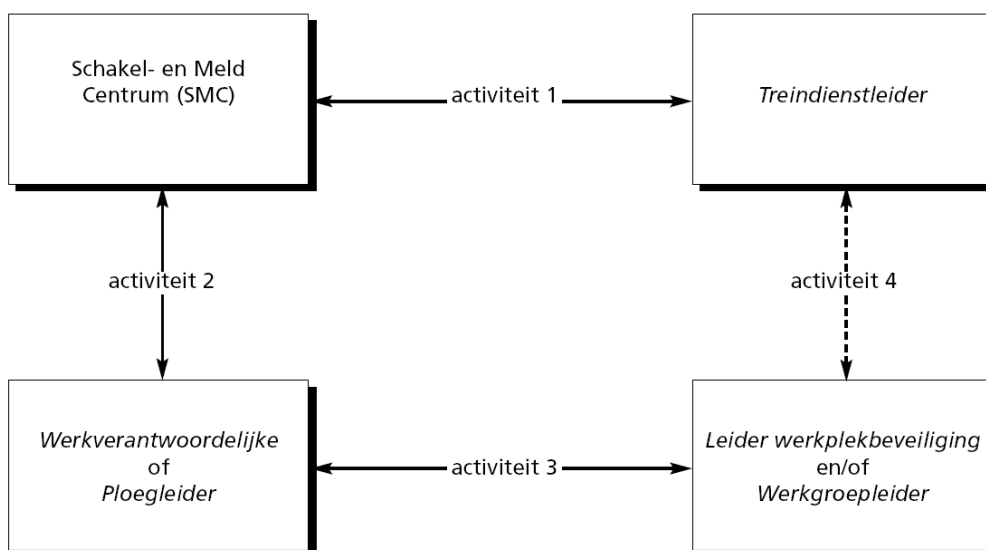 Schakel- en Meld
Centrum (SMC)
activiteit 1
Treindienstleider
activiteit 2
activiteit 4
Werkverantwoordelijke
of
Ploegleider
activiteit 3
Leider werkplekbeveiliging
en/of
Werkgroepleider